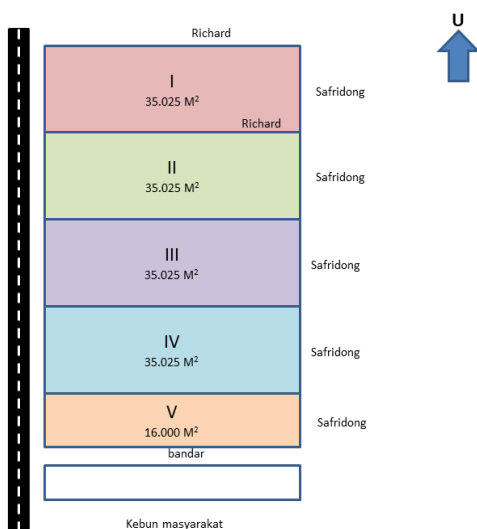 Richard
U
I
35.025 M²
Safridong
Richard
II
35.025 M²
Safridong
III
35.025 M²
Safridong
IV
35.025 M²
Safridong
V
16.000 M²
Safridong
bandar
Kebun masyarakat